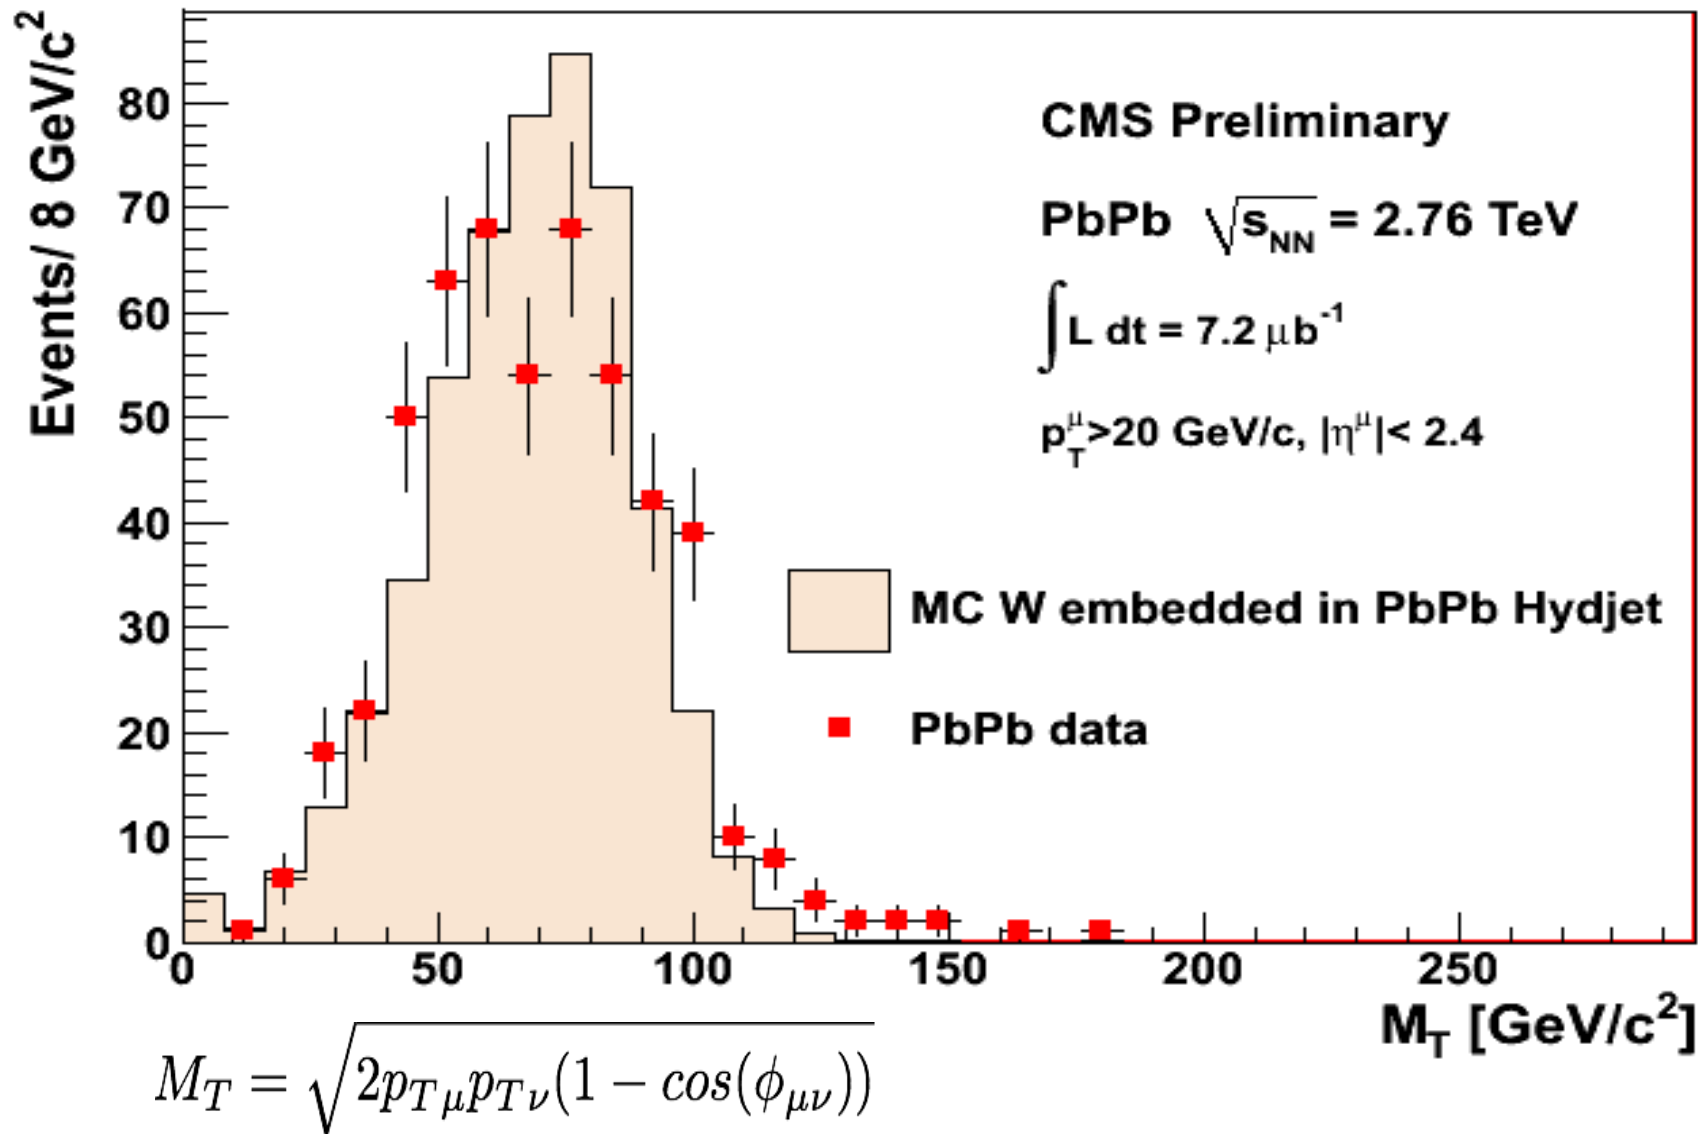 Events/ 8 GeV/c²
80
70
60
50
40
30
20
10
0
CMS Preliminary
PbPb √s_NN = 2.76 TeV
∫L dt = 7.2 μb⁻¹
p_T^μ>20 GeV/c, |η^μ|< 2.4
MC W embedded in PbPb Hydjet
PbPb data
0 50 100 150 200 250
M_T [GeV/c²]
M_T = √(2p_Tμ p_Tν(1 − cos(ϕ_μν)))